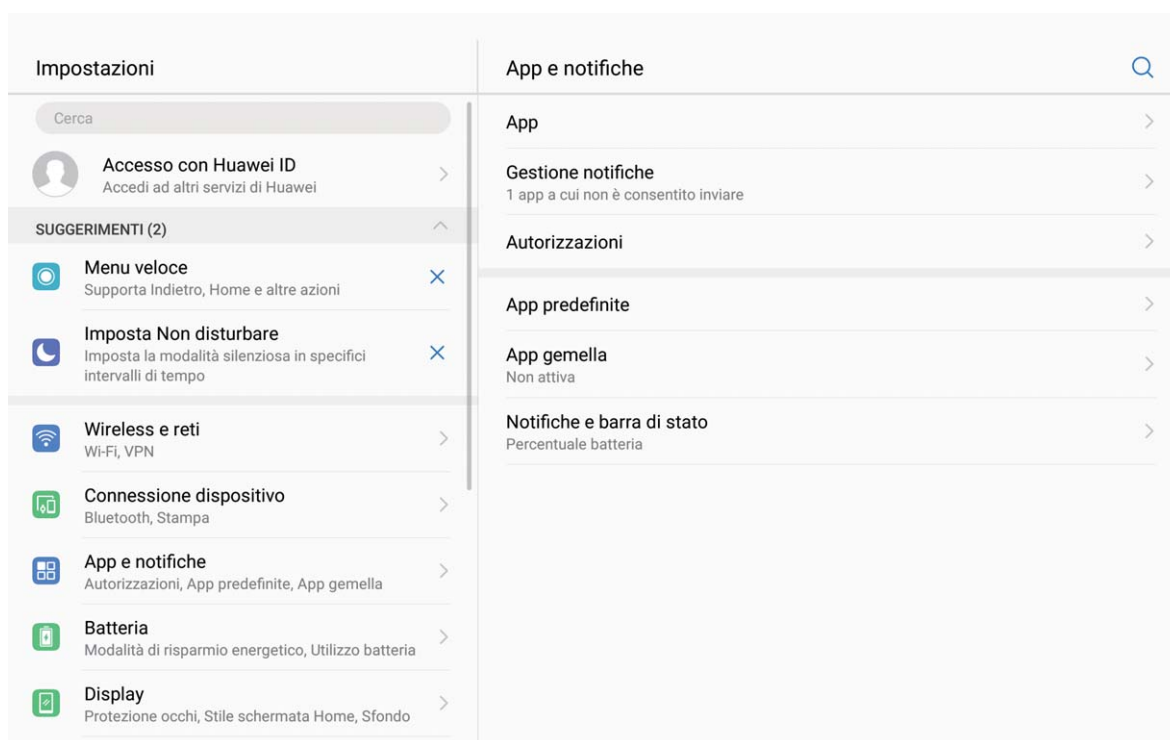 Impostazioni
Cerca
Accesso con Huawei ID
Accedi ad altri servizi di Huawei
SUGGERIMENTI (2)
Menu veloce
Supporta Indietro, Home e altre azioni
Imposta Non disturbare
Imposta la modalità silenziosa in specifici
intervalli di tempo
Wireless e reti
Wi-Fi, VPN
Connessione dispositivo
Bluetooth, Stampa
App e notifiche
Autorizzazioni, App predefinite, App gemella
Batteria
Modalità di risparmio energetico, Utilizzo batteria
Display
Protezione occhi, Stile schermata Home, Sfondo
App e notifiche
App
Gestione notifiche
1 app a cui non è consentito inviare
Autorizzazioni
App predefinite
App gemella
Non attiva
Notifiche e barra di stato
Percentuale batteria